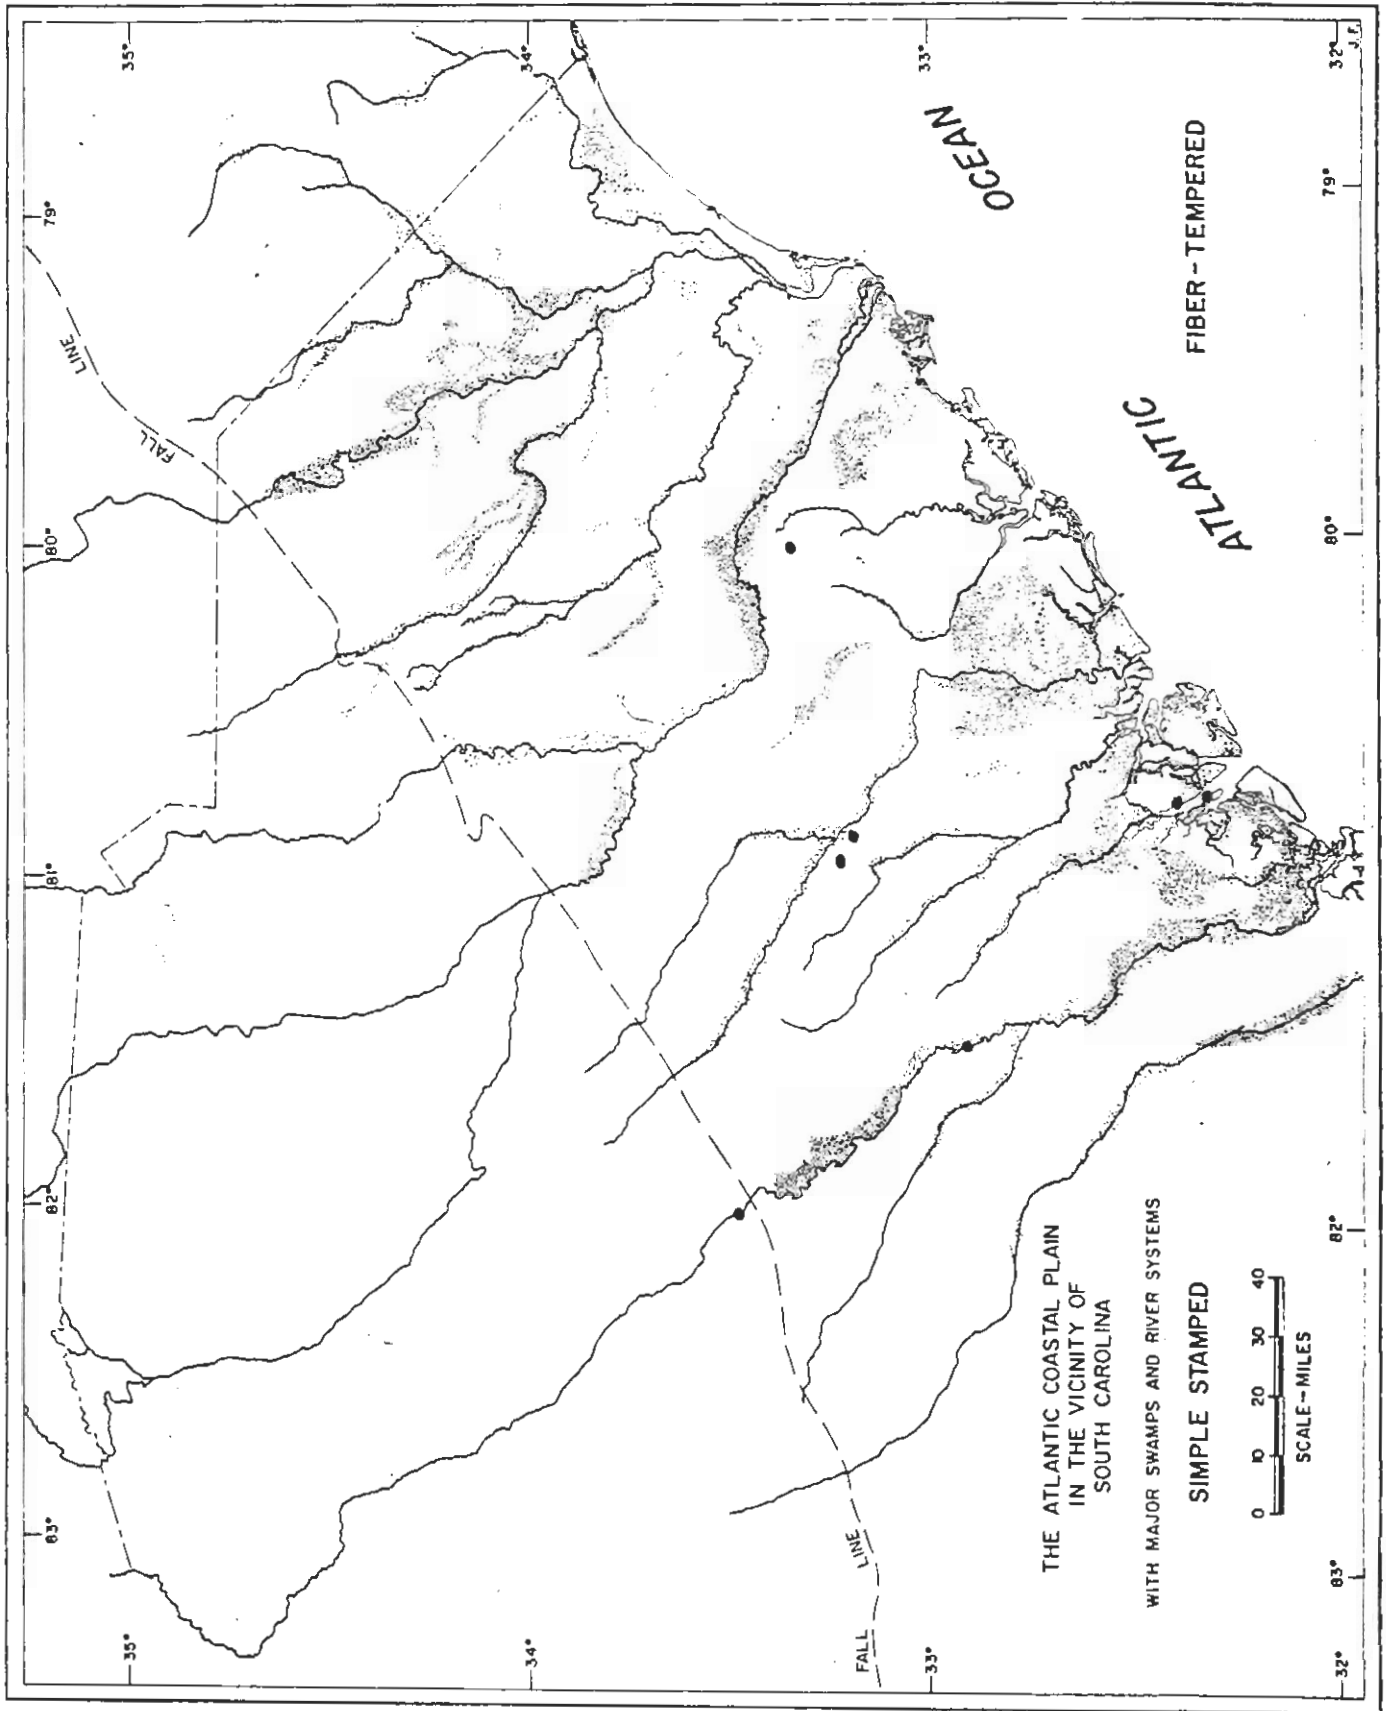 THE ATLANTIC COASTAL PLAIN
IN THE VICINITY OF
SOUTH CAROLINA
WITH MAJOR SWAMPS AND RIVER SYSTEMS
SIMPLE STAMPED
0 10 20 30 40
SCALE-MILES
FIBER-TEMPERED
ATLANTIC
OCEAN
FALL
LINE
FALL
LINE
83°
82°
81°
80°
79°
35°
34°
33°
32°
35°
34°
33°
32°
83°
82°
80°
79°
J.F.